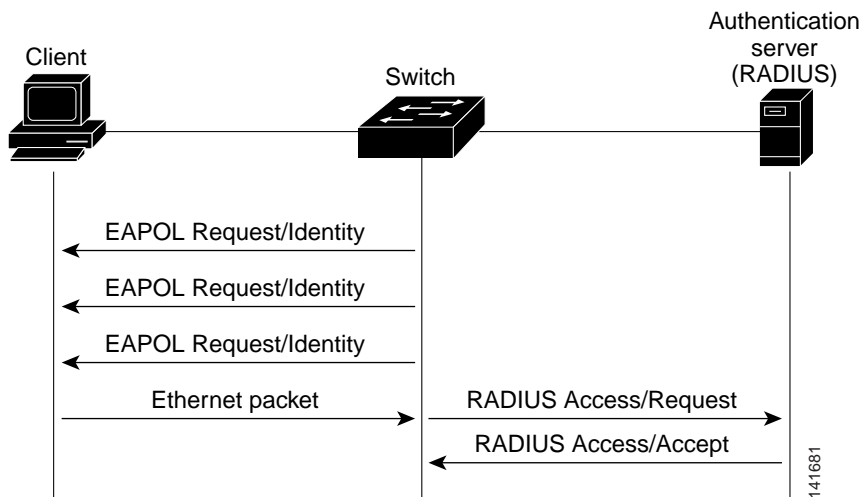 Client
Switch
Authentication
server
(RADIUS)
EAPOL Request/Identity
EAPOL Request/Identity
EAPOL Request/Identity
Ethernet packet
RADIUS Access/Request
RADIUS Access/Accept
141681